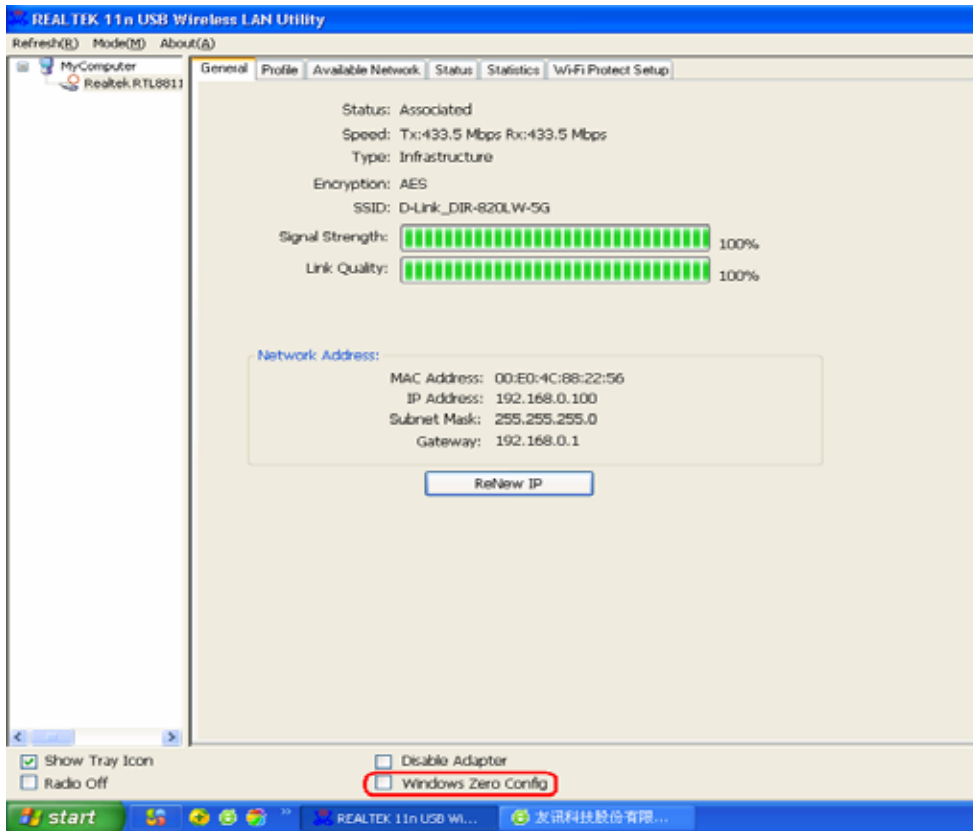 REALTEK 11n USB Wireless LAN Utility
Refresh(R) Mode(M) About(A)
MyComputer
Realtek RTL8811
General Profile Available Network Status Statistics Wi-Fi Protect Setup
Status: Associated
Speed: Tx:433.5 Mbps Rx:433.5 Mbps
Type: Infrastructure
Encryption: AES
SSID: D-Link_DIR-820LW-5G
Signal Strength: 100%
Link Quality: 100%
Network Address:
MAC Address: 00:E0:4C:88:22:56
IP Address: 192.168.0.100
Subnet Mask: 255.255.255.0
Gateway: 192.168.0.1
ReNew IP
Show Tray Icon Disable Adapter
Radio Off Windows Zero Config
start REALTEK 11n USB Wi... 友讯科技股份有限...